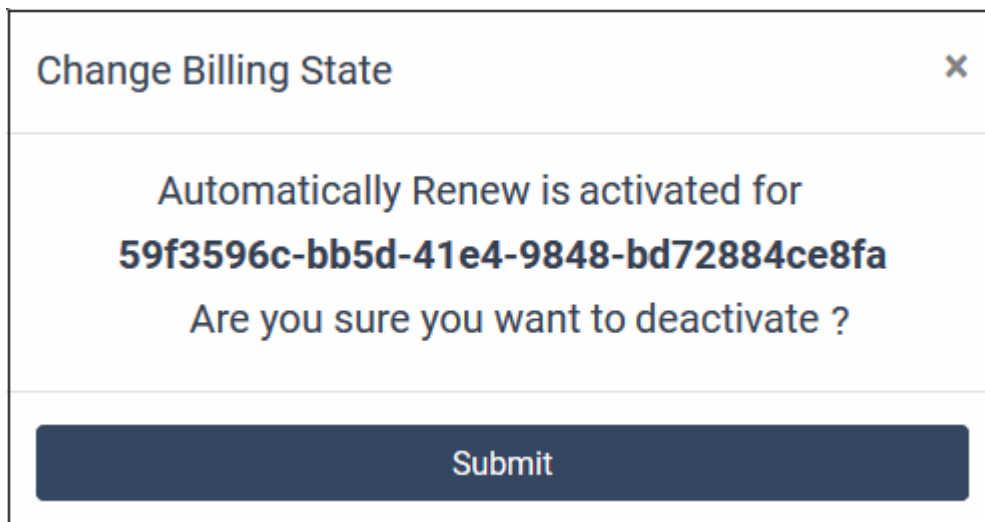 Change Billing State ×
Automatically Renew is activated for
59f3596c-bb5d-41e4-9848-bd72884ce8fa
Are you sure you want to deactivate ?
Submit